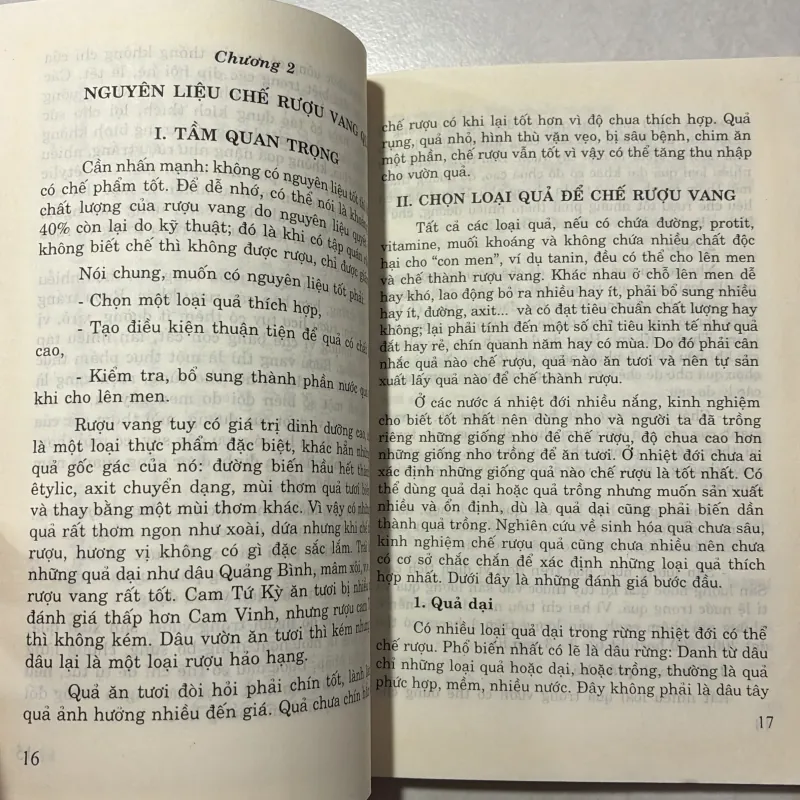 Chương 2
NGUYÊN LIỆU CHẾ RƯỢU VANG
I. TẦM QUAN TRỌNG
Cần nhấn mạnh: không có nguyên liệu tốt
có chế phẩm tốt. Để dễ nhớ, có thể nói là
chất lượng của rượu vang do nguyên liệu
40% còn lại do kỹ thuật; đó là khi có tập quán
không biết chế thì không được rượu, chỉ được
Nói chung, muốn có nguyên liệu tốt phải
- Chọn một loại quả thích hợp,
- Tạo điều kiện thuận tiện để quả có chất
cao,
- Kiểm tra, bổ sung thành phần nước quả
khi cho lên men.
Rượu vang tuy có giá trị dinh dưỡng cao,
là một loại thực phẩm đặc biệt, khác hẳn
quả gốc gác của nó: đường biến hầu hết
êtylic, axit chuyển dạng, mùi thơm quả tươi
và thay bằng một mùi thơm khác. Vì vậy có
quả rất thơm ngon như xoài, dứa nhưng khi
rượu, hương vị không có gì đặc sắc lắm.
những quả dại như dâu Quảng Bình, mâm xôi,
rượu vang rất tốt. Cam Tứ Kỳ ăn tươi bị
đánh giá thấp hơn Cam Vinh, nhưng rượu cam
thì không kém. Dâu vườn ăn tươi thì kém
dâu lại là một loại rượu hảo hạng.
Quả ăn tươi đòi hỏi phải chín tốt, lành
quả ảnh hưởng nhiều đến giá. Quả chưa chín
16
chế rượu có khi lại tốt hơn vì độ chua thích hợp. Quả
rụng, quả nhỏ, hình thù vặn vẹo, bị sâu bệnh, chim ăn
một phần, chế rượu vẫn tốt vì vậy có thể tăng thu nhập
cho vườn quả.
II. CHỌN LOẠI QUẢ ĐỂ CHẾ RƯỢU VANG
Tất cả các loại quả, nếu có chứa đường, protit,
vitamine, muối khoáng và không chứa nhiều chất độc
hại cho "con men", ví dụ tanin, đều có thể cho lên men
và chế thành rượu vang. Khác nhau ở chỗ lên men dễ
hay khó, lao động bỏ ra nhiều hay ít, phải bổ sung nhiều
hay ít, đường, axit... và có đạt tiêu chuẩn chất lượng hay
không; lại phải tính đến một số chỉ tiêu kinh tế như quả
đắt hay rẻ, chín quanh năm hay có mùa. Do đó phải cân
nhắc quả nào chế rượu, quả nào ăn tươi và nên tự sản
xuất lấy quả nào để chế thành rượu.
Ở các nước á nhiệt đới nhiều nắng, kinh nghiệm
cho biết tốt nhất nên dùng nho và người ta đã trồng
riêng những giống nho để chế rượu, độ chua cao hơn
những giống nho trồng để ăn tươi. Ở nhiệt đới chưa ai
xác định những giống quả nào chế rượu là tốt nhất. Có
thể dùng quả dại hoặc quả trồng nhưng muốn sản xuất
nhiều và ổn định, dù là quả dại cũng phải biến dần
thành quả trồng. Nghiên cứu về sinh hóa quả chưa sâu,
kinh nghiệm chế rượu quả cũng chưa nhiều nên chưa
có cơ sở chắc chắn để xác định những loại quả thích
hợp nhất. Dưới đây là những đánh giá bước đầu.
1. Quả dại
Có nhiều loại quả dại trong rừng nhiệt đới có thể
chế rượu. Phổ biến nhất có lẽ là dâu rừng: Danh từ dâu
chỉ những loại quả hoặc dại, hoặc trồng, thường là quả
phức hợp, mềm, nhiều nước. Đây không phải là dâu tây
17